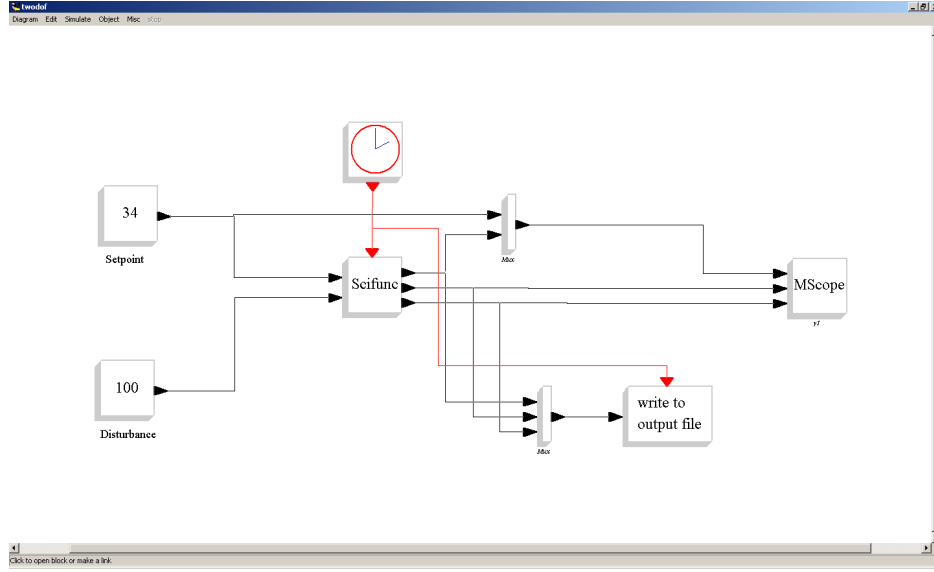 twodof
Diagram Edit Simulate Object Misc stop
34
Setpoint
Mux
Scifunc
MScope
y1
100
write to
output file
Disturbance
Mux
Click to open block or make a link